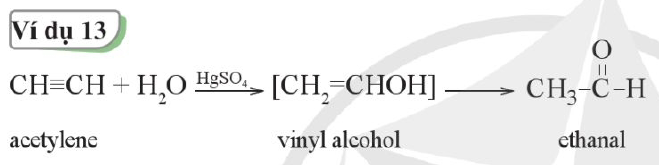 Ví dụ 13
O
CH≡CH + H₂O HgSO₄ → [CH₂=CHOH] → CH₃-C-H
acetylene vinyl alcohol ethanal